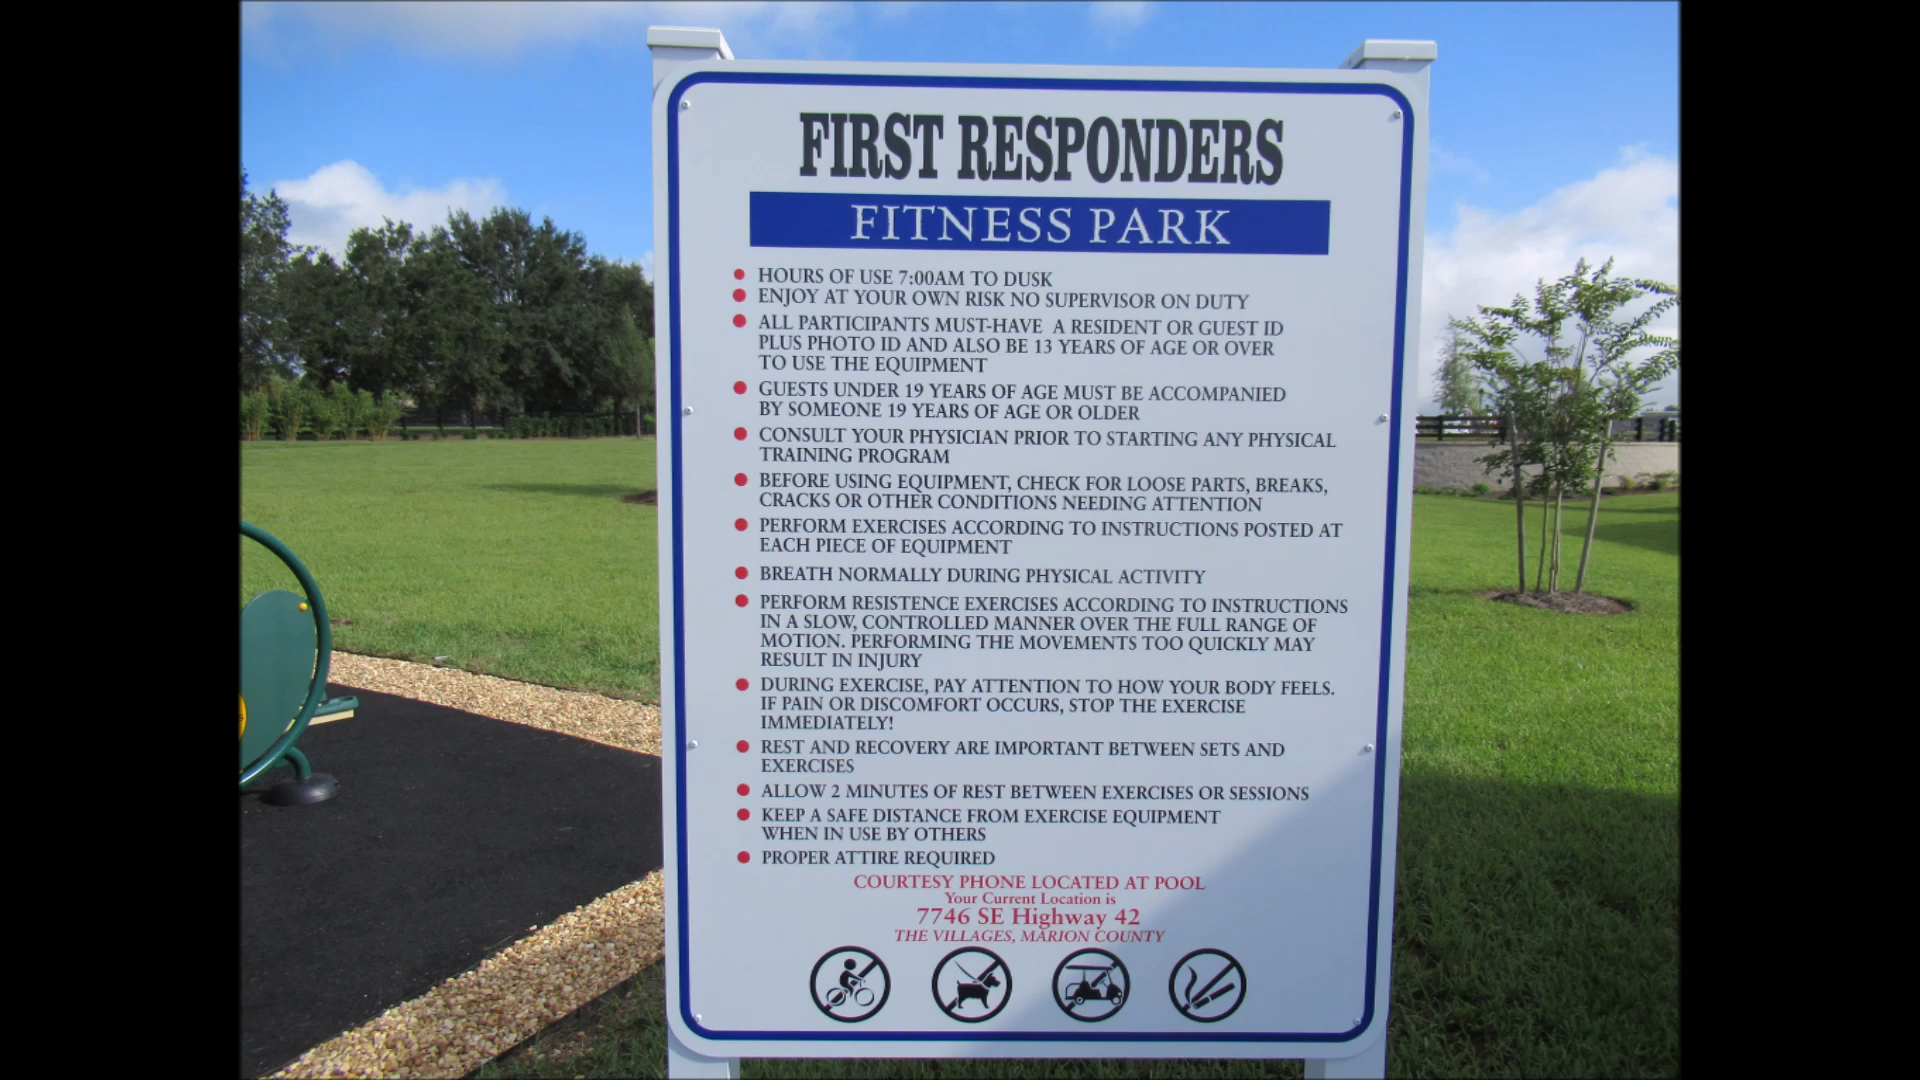 FIRST RESPONDERS
FITNESS PARK
HOURS OF USE 7:00AM TO DUSK
ENJOY AT YOUR OWN RISK NO SUPERVISOR ON DUTY
ALL PARTICIPANTS MUST-HAVE A RESIDENT OR GUEST ID
PLUS PHOTO ID AND ALSO BE 13 YEARS OF AGE OR OVER
TO USE THE EQUIPMENT
GUESTS UNDER 19 YEARS OF AGE MUST BE ACCOMPANIED
BY SOMEONE 19 YEARS OF AGE OR OLDER
CONSULT YOUR PHYSICIAN PRIOR TO STARTING ANY PHYSICAL
TRAINING PROGRAM
BEFORE USING EQUIPMENT, CHECK FOR LOOSE PARTS, BREAKS,
CRACKS OR OTHER CONDITIONS NEEDING ATTENTION
PERFORM EXERCISES ACCORDING TO INSTRUCTIONS POSTED AT
EACH PIECE OF EQUIPMENT
BREATH NORMALLY DURING PHYSICAL ACTIVITY
PERFORM RESISTENCE EXERCISES ACCORDING TO INSTRUCTIONS
IN A SLOW, CONTROLLED MANNER OVER THE FULL RANGE OF
MOTION. PERFORMING THE MOVEMENTS TOO QUICKLY MAY
RESULT IN INJURY
DURING EXERCISE, PAY ATTENTION TO HOW YOUR BODY FEELS.
IF PAIN OR DISCOMFORT OCCURS, STOP THE EXERCISE
IMMEDIATELY!
REST AND RECOVERY ARE IMPORTANT BETWEEN SETS AND
EXERCISES
ALLOW 2 MINUTES OF REST BETWEEN EXERCISES OR SESSIONS
KEEP A SAFE DISTANCE FROM EXERCISE EQUIPMENT
WHEN IN USE BY OTHERS
PROPER ATTIRE REQUIRED
COURTESY PHONE LOCATED AT POOL
Your Current Location is
7746 SE Highway 42
THE VILLAGES, MARION COUNTY